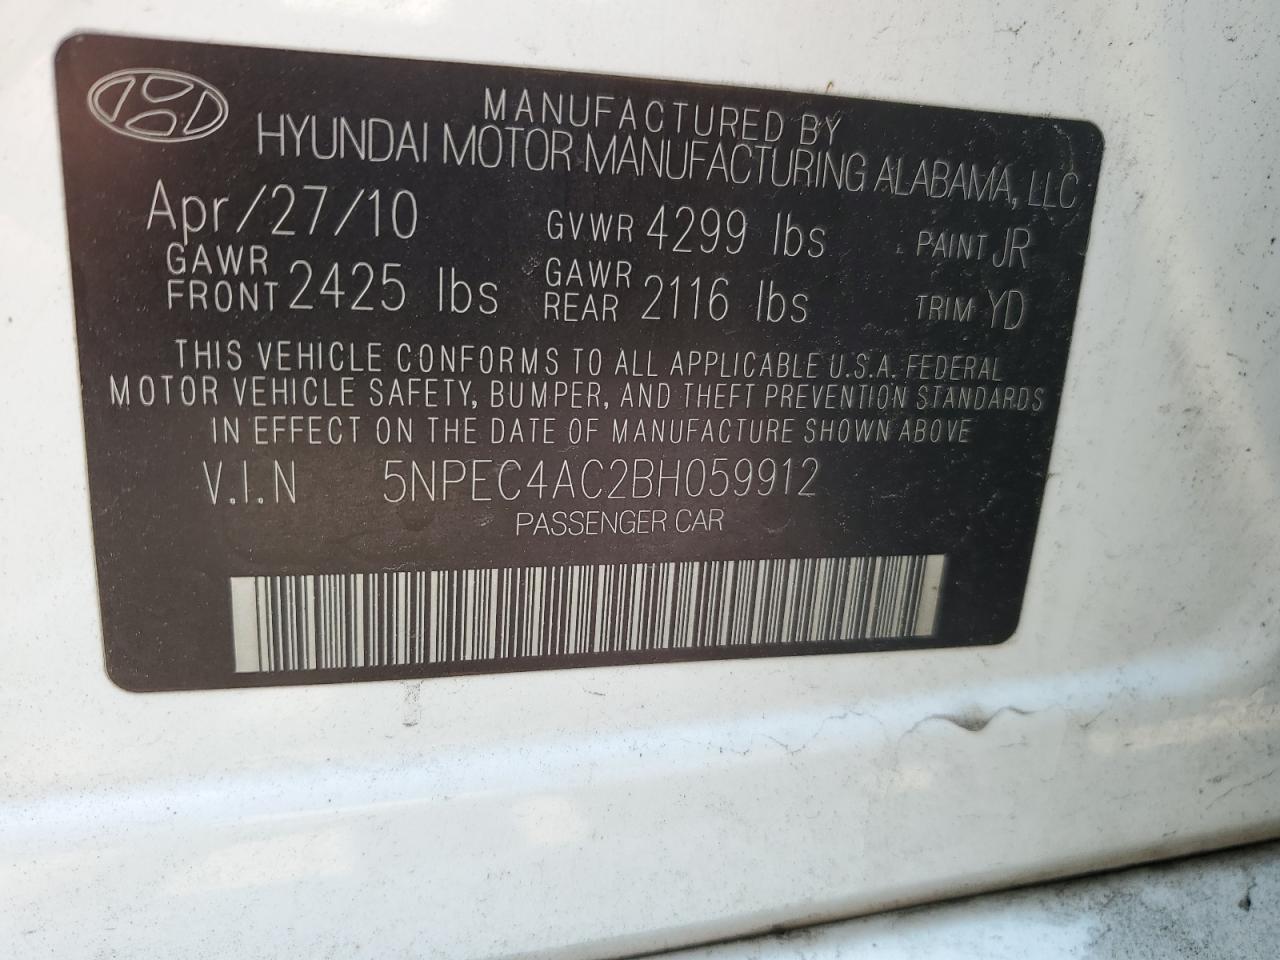 MANUFACTURED BY
HYUNDAI MOTOR MANUFACTURING ALABAMA, LLC
Apr/27/10 GVWR 4299 lbs PAINT JR
GAWR FRONT 2425 lbs GAWR REAR 2116 lbs TRIM YD
THIS VEHICLE CONFORMS TO ALL APPLICABLE U.S.A. FEDERAL
MOTOR VEHICLE SAFETY, BUMPER, AND THEFT PREVENTION STANDARDS
IN EFFECT ON THE DATE OF MANUFACTURE SHOWN ABOVE
V.I.N 5NPEC4AC2BH059912
PASSENGER CAR